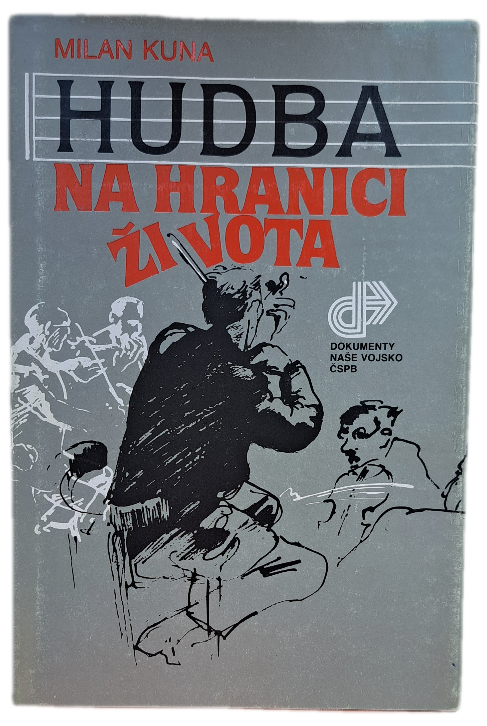 MILAN KUNA
HUDBA
NA HRANICI
ŽIVOTA
DOKUMENTY
NAŠE VOJSKO
ČSPB